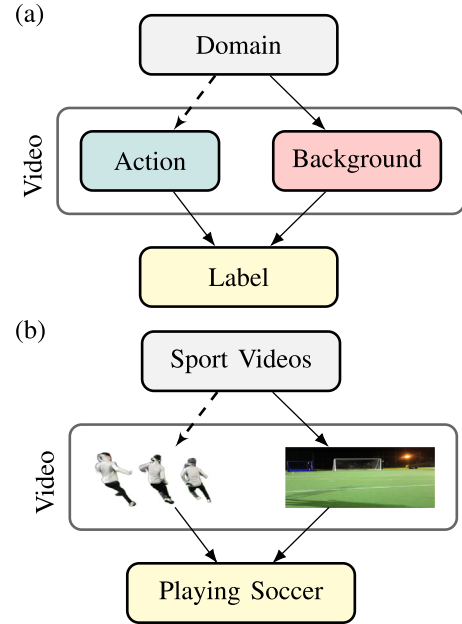 (a)
Domain
Video
Action
Background
Label
(b)
Sport Videos
Video
Playing Soccer